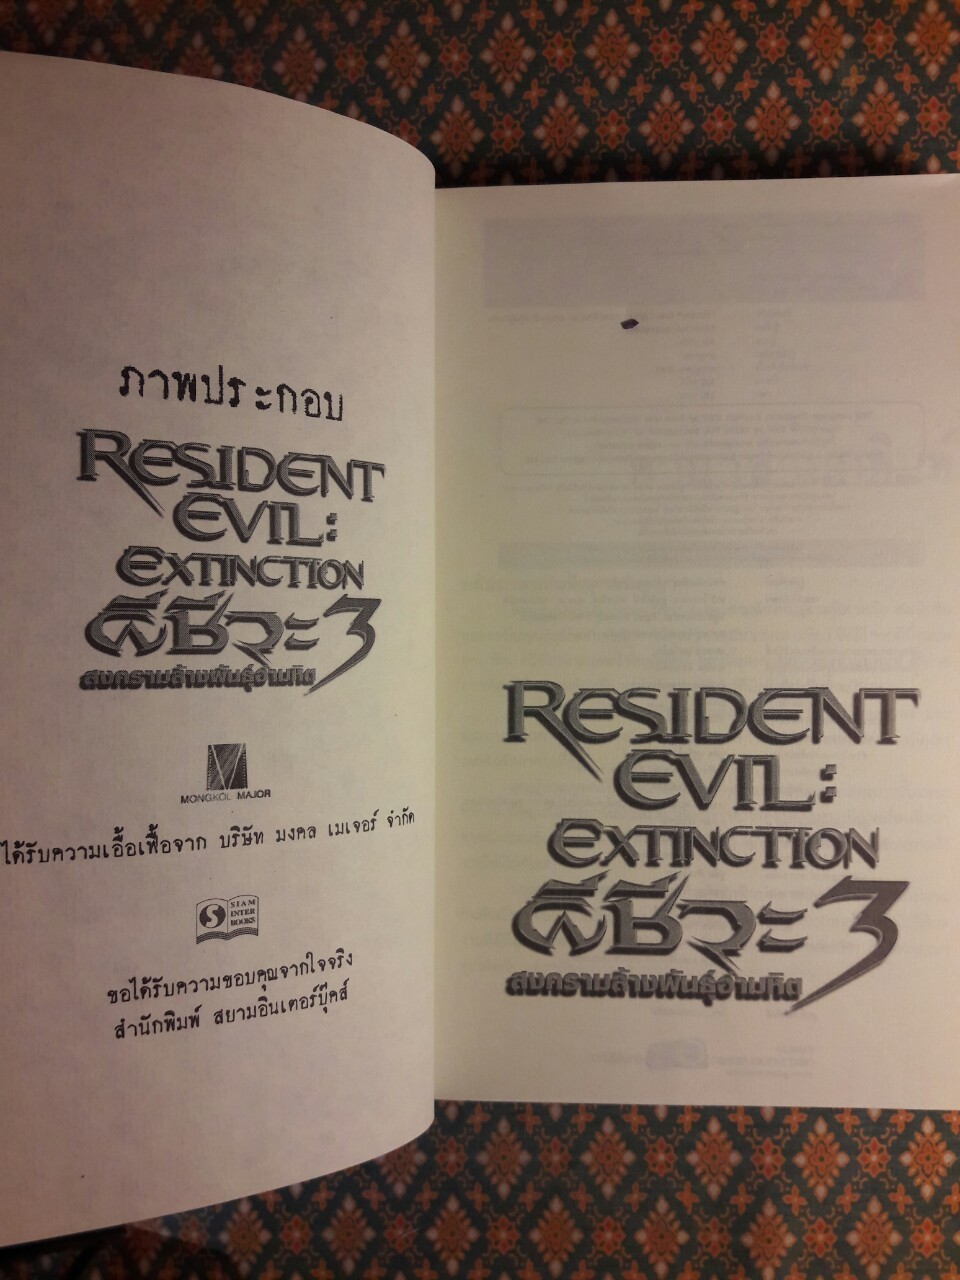 ภาพประกอบ
RESIDENT
EVIL:
EXTINCTION
ผีชีวะ 3
สงครามล้างพันธุ์อำมหิต
MONGKOL MAJOR
ได้รับความเอื้อเฟื้อจาก บริษัท มงคล เมเจอร์ จำกัด
S
SIAM
INTER
BOOKS
ขอได้รับความขอบคุณจากใจจริง
สำนักพิมพ์ สยามอินเตอร์บุ๊คส์
RESIDENT
EVIL:
EXTINCTION
ผีชีวะ 3
สงครามล้างพันธุ์อำมหิต